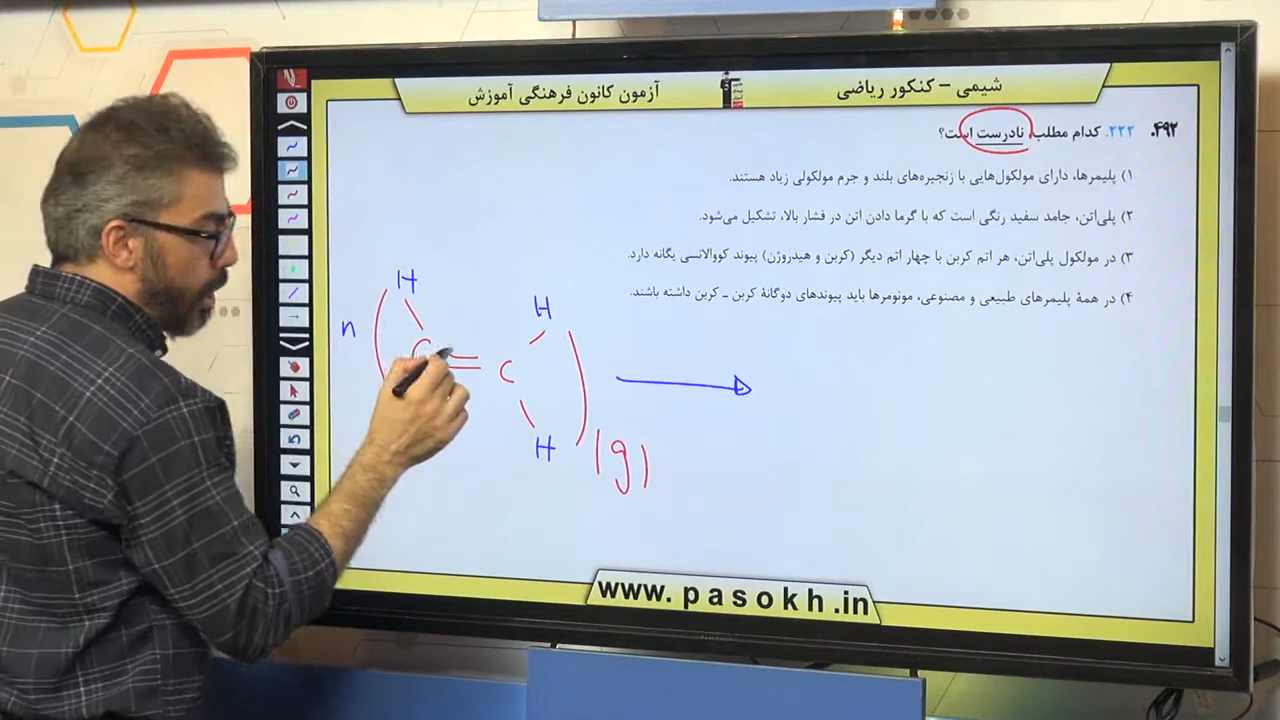 شیمی – کنکور ریاضی
آزمون کانون فرهنگی آموزش
۴۹۲. ۲۲۲. کدام مطلب، نادرست است؟
۱) پلیمرها، دارای مولکول‌هایی با زنجیره‌های بلند و جرم مولکولی زیاد هستند.
۲) پلی‌اتن، جامد سفید رنگی است که با گرما دادن اتن در فشار بالا، تشکیل می‌شود.
۳) در مولکول پلی‌اتن، هر اتم کربن با چهار اتم دیگر (کربن و هیدروژن) پیوند کووالانسی یگانه دارد.
۴) در همهٔ پلیمرهای طبیعی و مصنوعی، مونومرها باید پیوندهای دوگانهٔ کربن ـ کربن داشته باشند.
H
H
n
C = C
H
(g)
www.pasokh.in